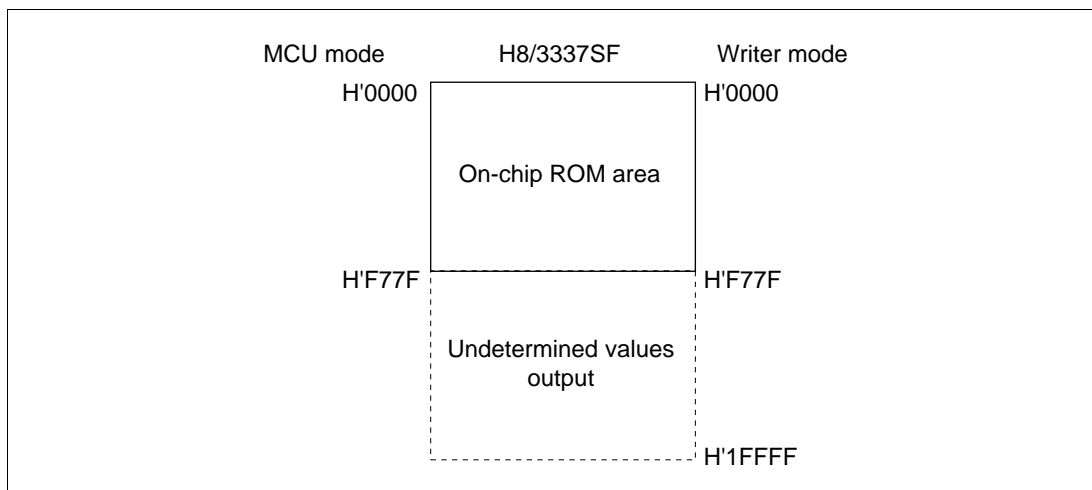 MCU mode H8/3337SF Writer mode
H'0000 H'0000
On-chip ROM area
H'F77F H'F77F
Undetermined values
output
H'1FFFF